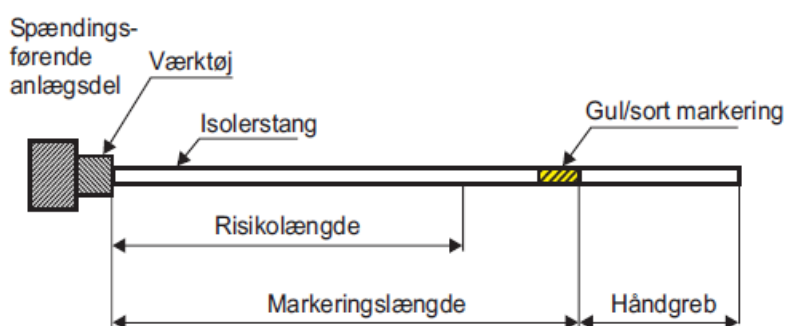 Spændings-
førende
anlægsdel
Værktøj
Isolerstang
Gul/sort markering
Risikolængde
Markeringslængde
Håndgreb